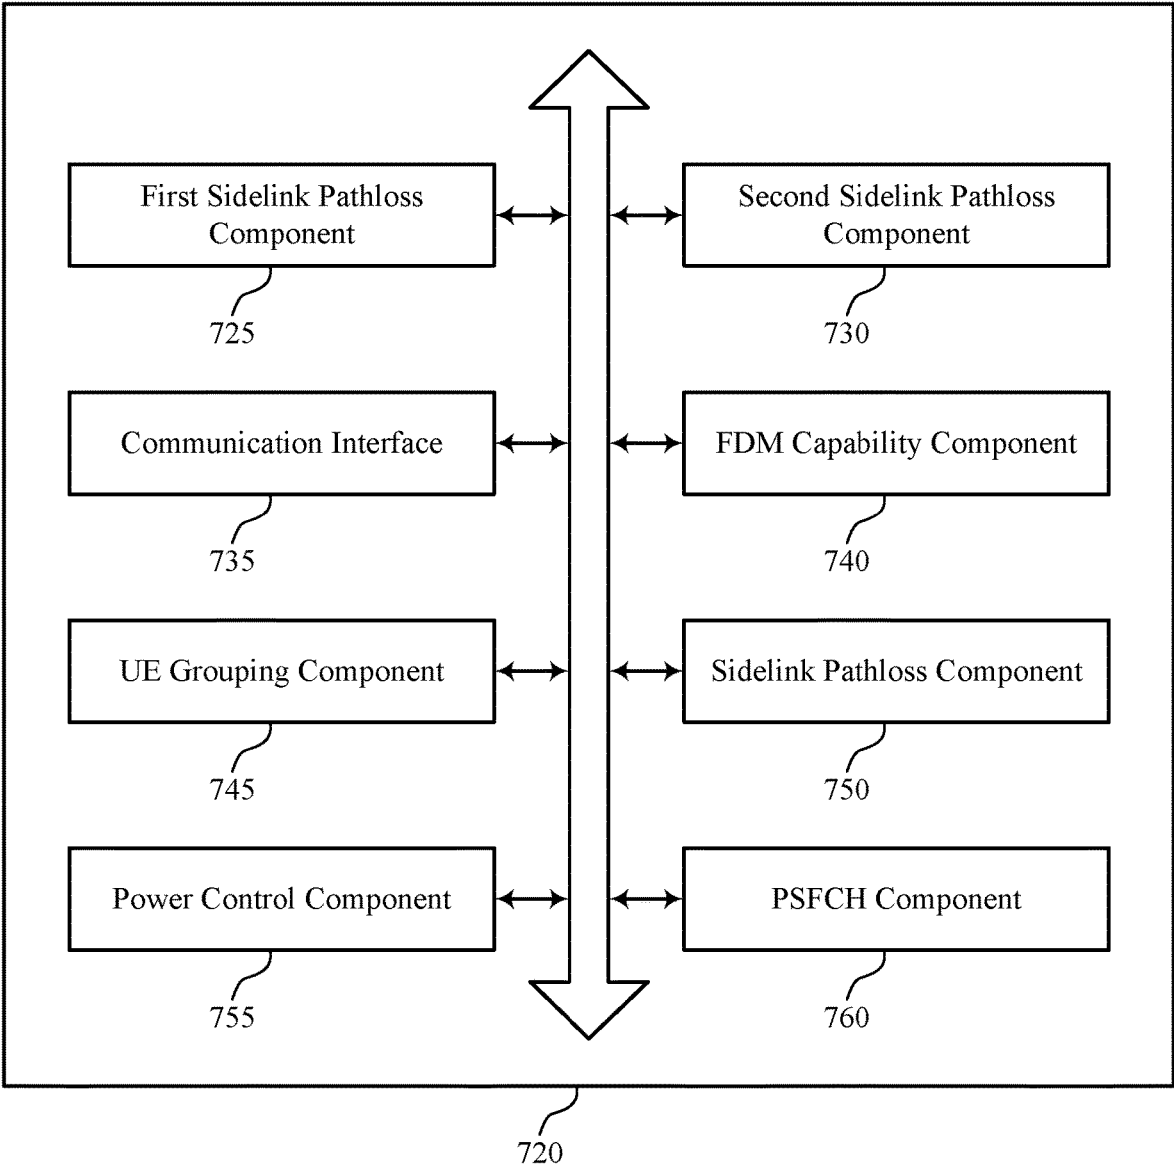 First Sidelink Pathloss
Component
725
Second Sidelink Pathloss
Component
730
Communication Interface
735
FDM Capability Component
740
UE Grouping Component
745
Sidelink Pathloss Component
750
Power Control Component
755
PSFCH Component
760
720